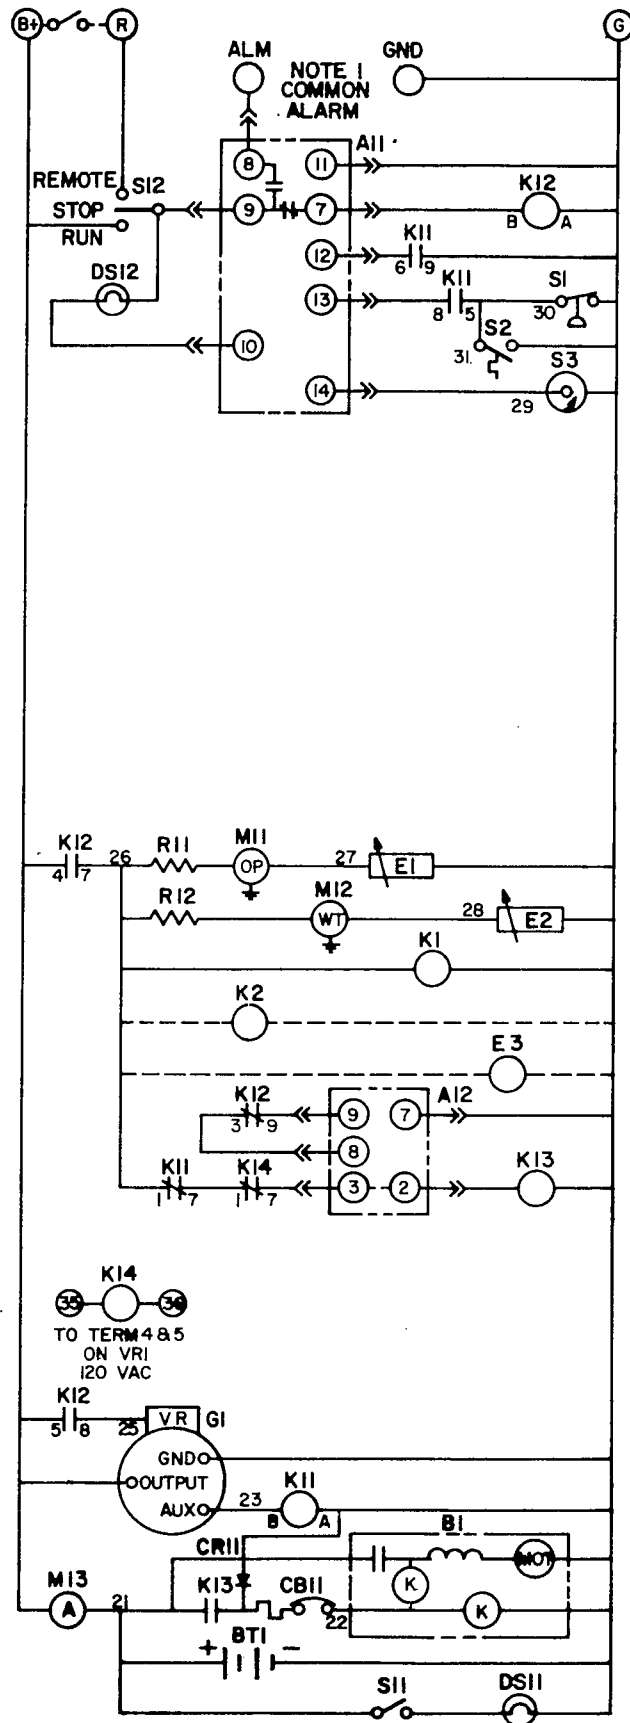 B+ R G
ALM GND
NOTE 1
COMMON
ALARM
A11
8 11
REMOTE S12 K12
STOP 9 7 B A
RUN
K11
12 6 9
DS12 K11 S1
13 8 5 30
S2
10 31.
S3
14 29
K12 26 R11 M11 27 E1
4 7 OP
R12 M12 28 E2
WT
K1
K2
E3
K12 9 7 A12
3 9
8
K11 K14 3 2 K13
1 7 1 7
K14
35 36
TO TERM 4 & 5
ON VR1
120 VAC
K12
5 8 25 VR G1
GND
OUTPUT K11
AUX 23 B A
CR11 B1
MOT
M13 K13 CB11 K
A 21 22 K
+ BT1 -
S11 DS11